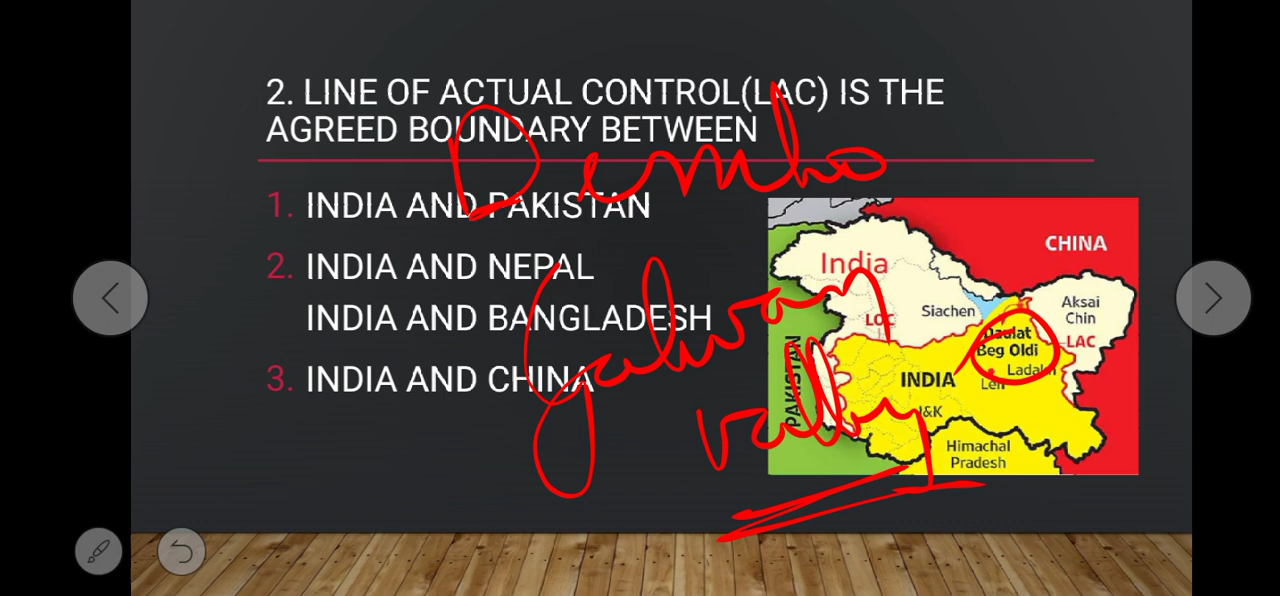 2. LINE OF ACTUAL CONTROL(LAC) IS THE
AGREED BOUNDARY BETWEEN
1. INDIA AND PAKISTAN
2. INDIA AND NEPAL
INDIA AND BANGLADESH
3. INDIA AND CHINA
Demho
Galwan
valley
CHINA
India
Siachen
Aksai
Chin
LOC
Daulat
Beg Oldi
LAC
Ladakh
Leh
INDIA
PAKISTAN
J&K
Himachal
Pradesh